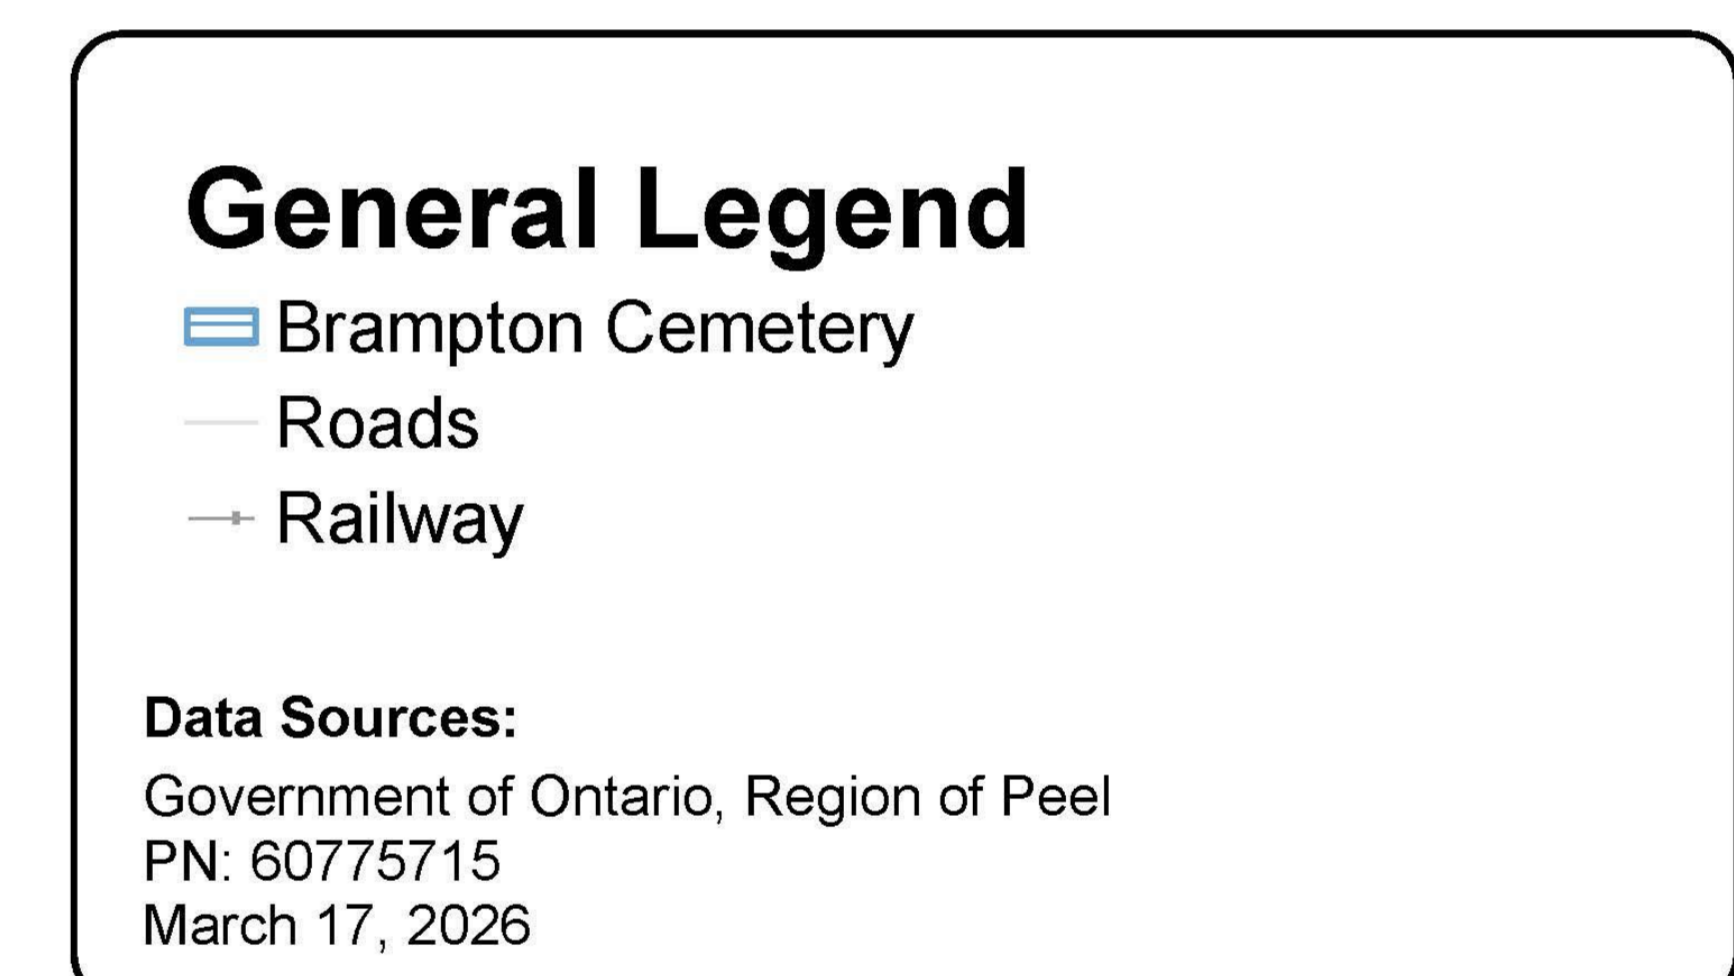 General Legend
Brampton Cemetery
Roads
Railway
Data Sources:
Government of Ontario, Region of Peel
PN: 60775715
March 17, 2026